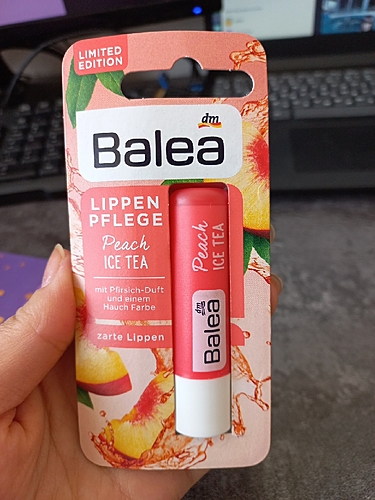 LIMITED
EDITION
dm
Balea
LIPPEN
PFLEGE
Peach
ICE TEA
mit Pfirsich-Duft
und einem
Hauch Farbe
zarte Lippen
Peach
ICE TEA
dm
Balea